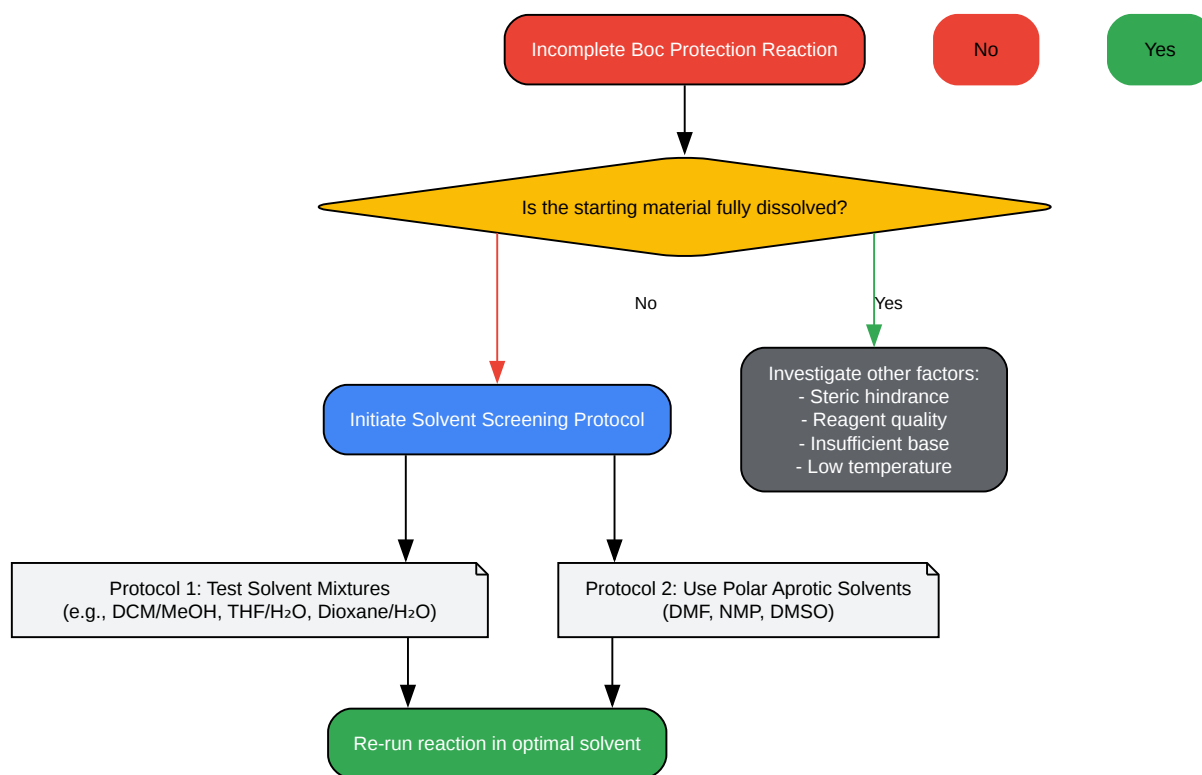 Incomplete Boc Protection Reaction
No
Yes
Is the starting material fully dissolved?
No
Yes
Investigate other factors:
- Steric hindrance
- Reagent quality
- Insufficient base
- Low temperature
Initiate Solvent Screening Protocol
Protocol 1: Test Solvent Mixtures
(e.g., DCM/MeOH, THF/H₂O, Dioxane/H₂O)
Protocol 2: Use Polar Aprotic Solvents
(DMF, NMP, DMSO)
Re-run reaction in optimal solvent